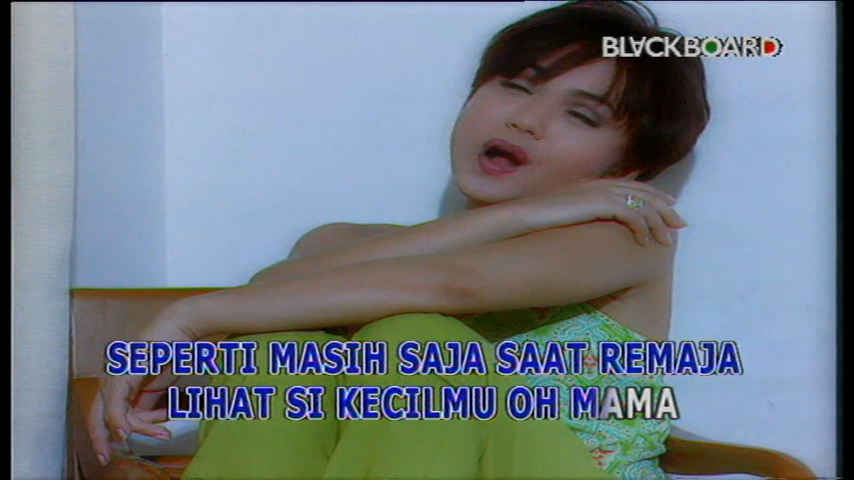 BLACKBOARD
SEPERTI MASIH SAJA SAAT REMAJA
LIHAT SI KECILMU OH MAMA